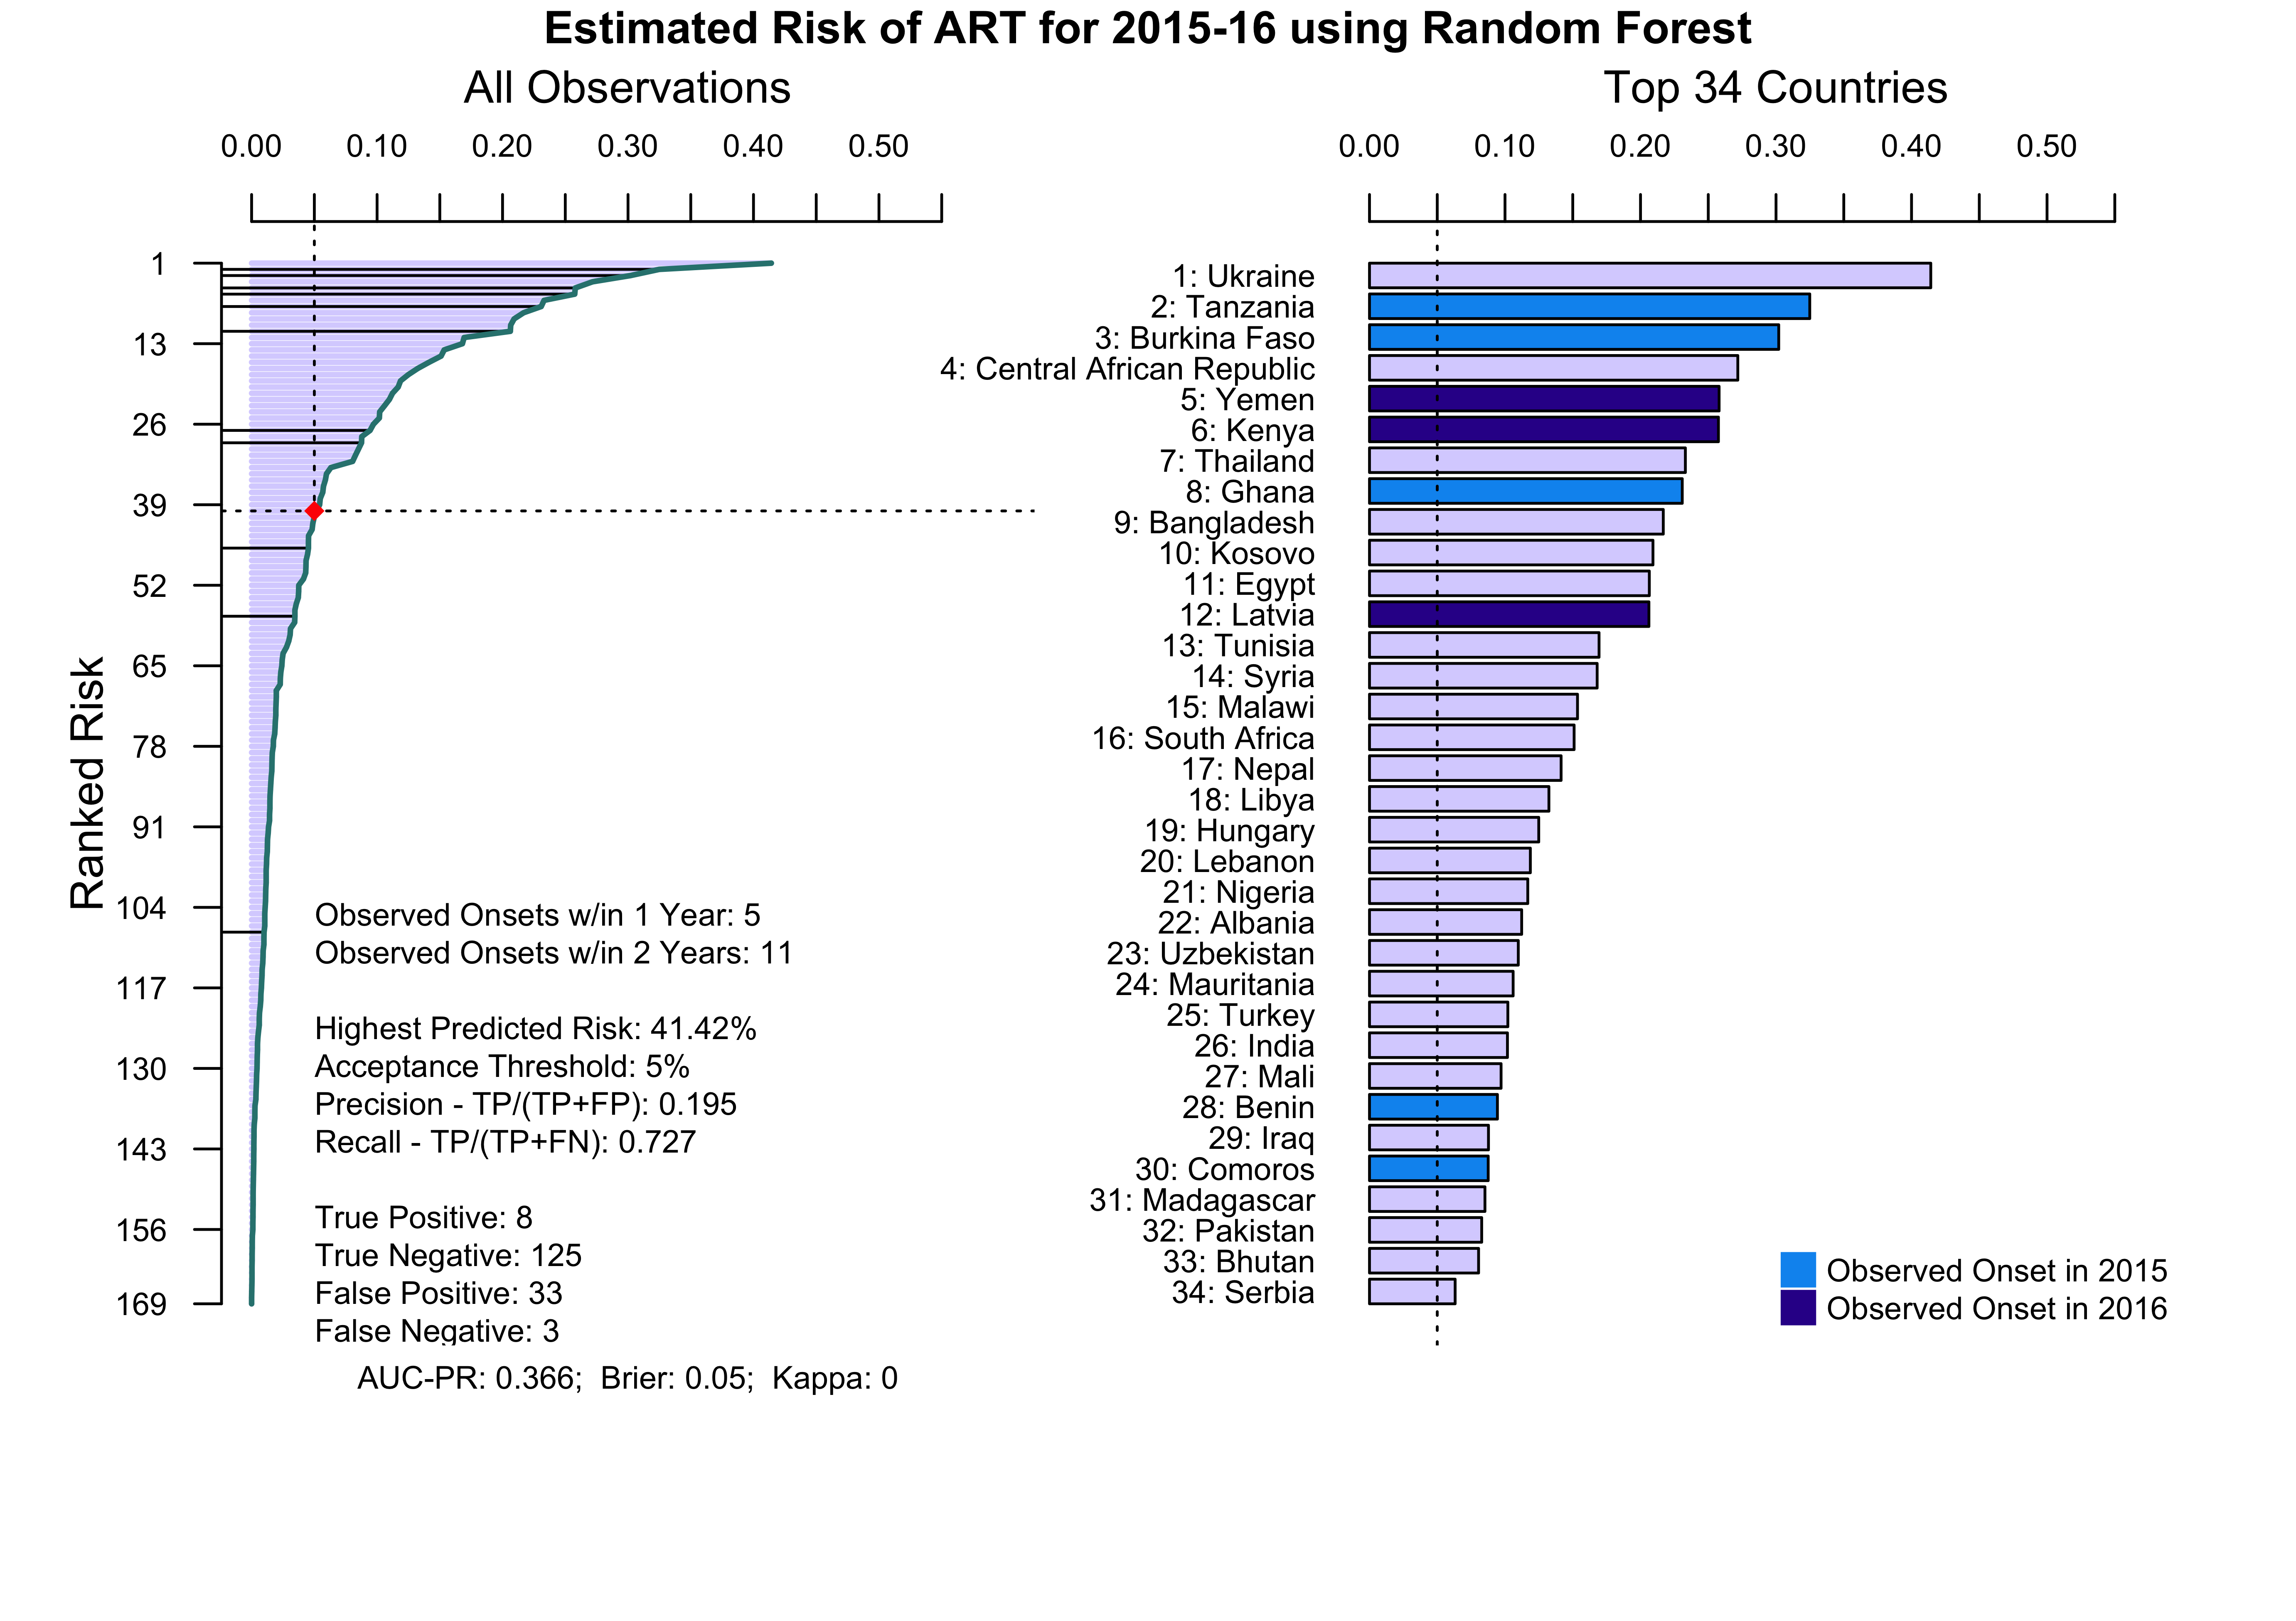 Estimated Risk of ART for 2015-16 using Random Forest
All Observations
0.00 0.10 0.20 0.30 0.40 0.50
Ranked Risk
1
13
26
39
52
65
78
91
104
117
130
143
156
169
Observed Onsets w/in 1 Year: 5
Observed Onsets w/in 2 Years: 11
Highest Predicted Risk: 41.42%
Acceptance Threshold: 5%
Precision - TP/(TP+FP): 0.195
Recall - TP/(TP+FN): 0.727
True Positive: 8
True Negative: 125
False Positive: 33
False Negative: 3
AUC-PR: 0.366; Brier: 0.05; Kappa: 0
Top 34 Countries
0.00 0.10 0.20 0.30 0.40 0.50
1: Ukraine
2: Tanzania
3: Burkina Faso
4: Central African Republic
5: Yemen
6: Kenya
7: Thailand
8: Ghana
9: Bangladesh
10: Kosovo
11: Egypt
12: Latvia
13: Tunisia
14: Syria
15: Malawi
16: South Africa
17: Nepal
18: Libya
19: Hungary
20: Lebanon
21: Nigeria
22: Albania
23: Uzbekistan
24: Mauritania
25: Turkey
26: India
27: Mali
28: Benin
29: Iraq
30: Comoros
31: Madagascar
32: Pakistan
33: Bhutan
34: Serbia
Observed Onset in 2015
Observed Onset in 2016